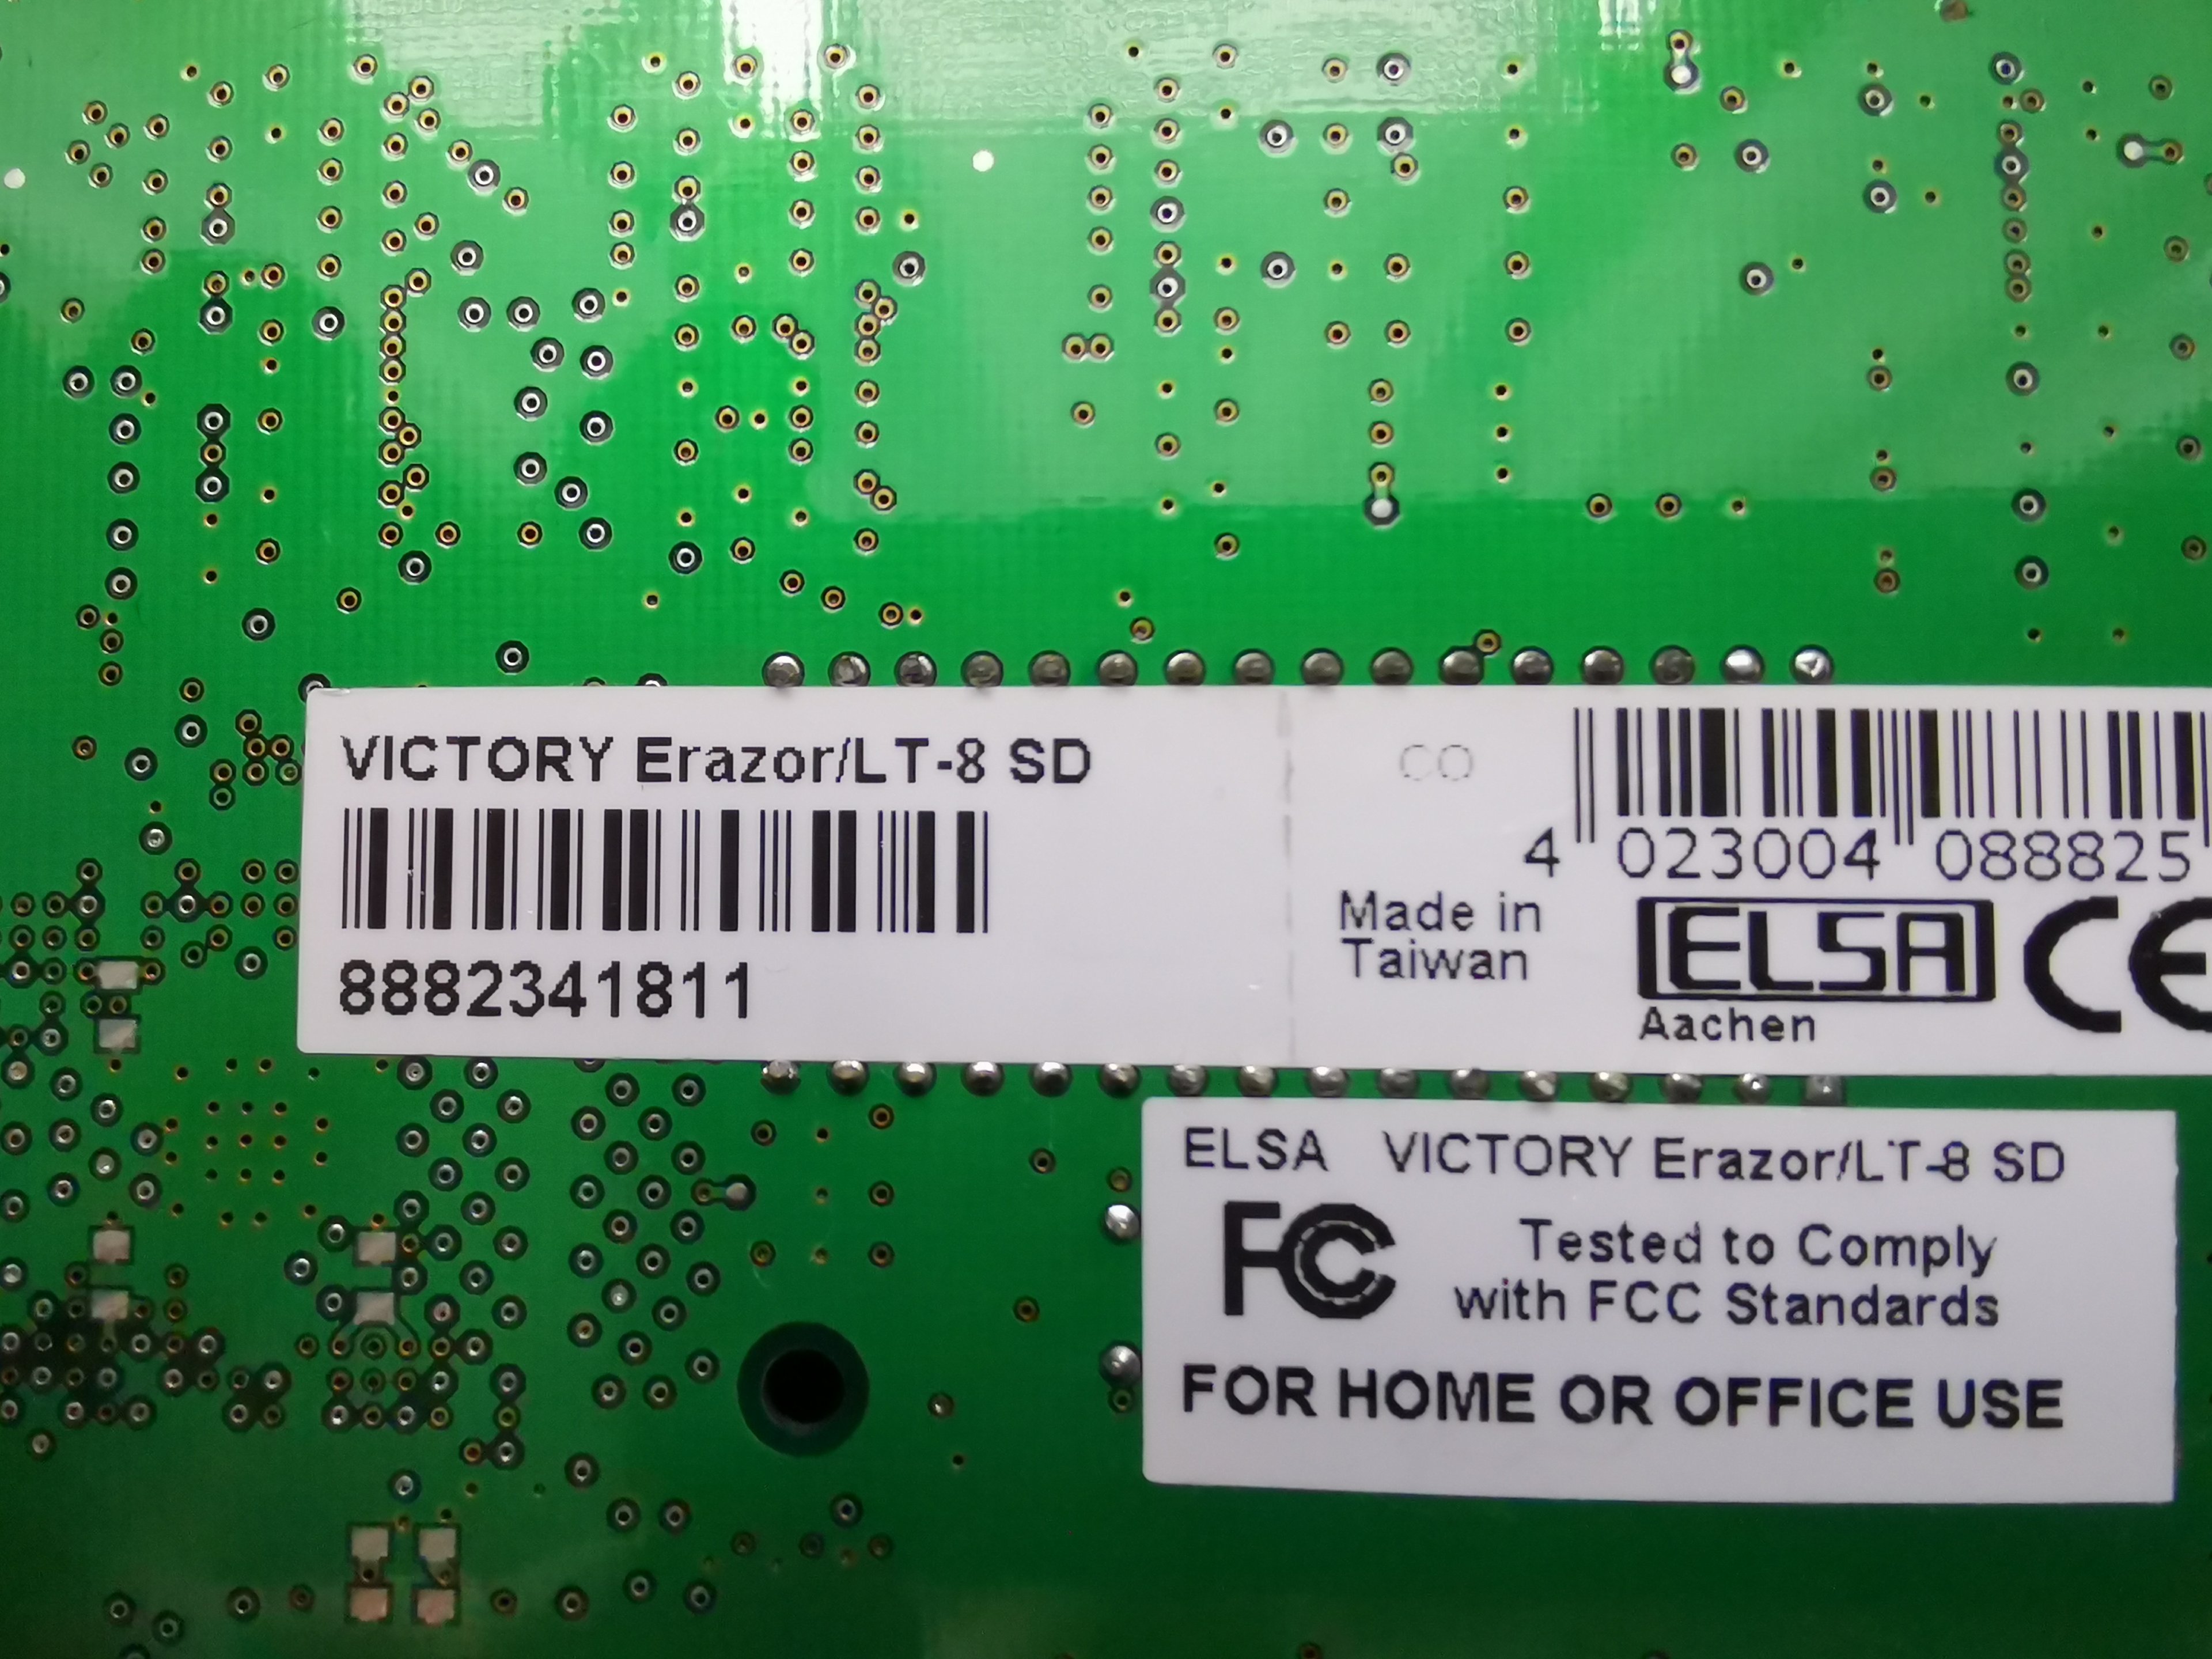 VICTORY Erazor/LT-8 SD
8882341811
CO
4 023004 088825
Made in
Taiwan
ELSA
Aachen
CE
ELSA VICTORY Erazor/LT-8 SD
FC Tested to Comply
with FCC Standards
FOR HOME OR OFFICE USE